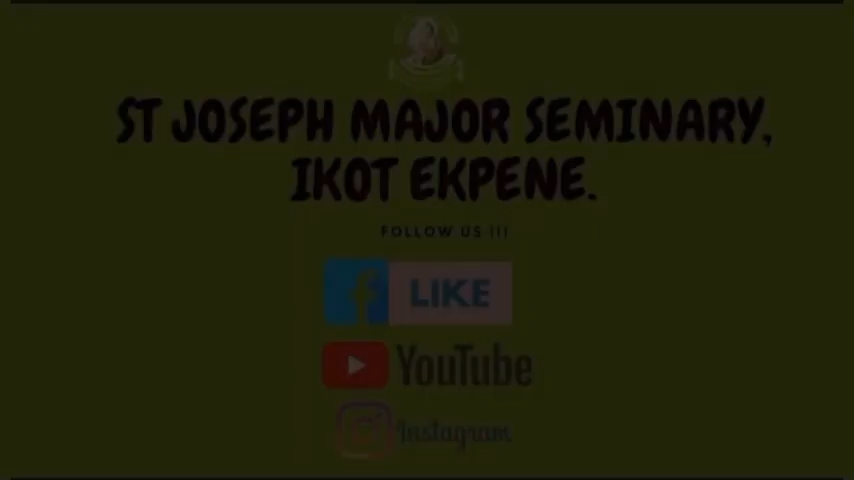 ST JOSEPH MAJOR SEMINARY,
IKOT EKPENE.
FOLLOW US !!!
f LIKE
YouTube
Instagram